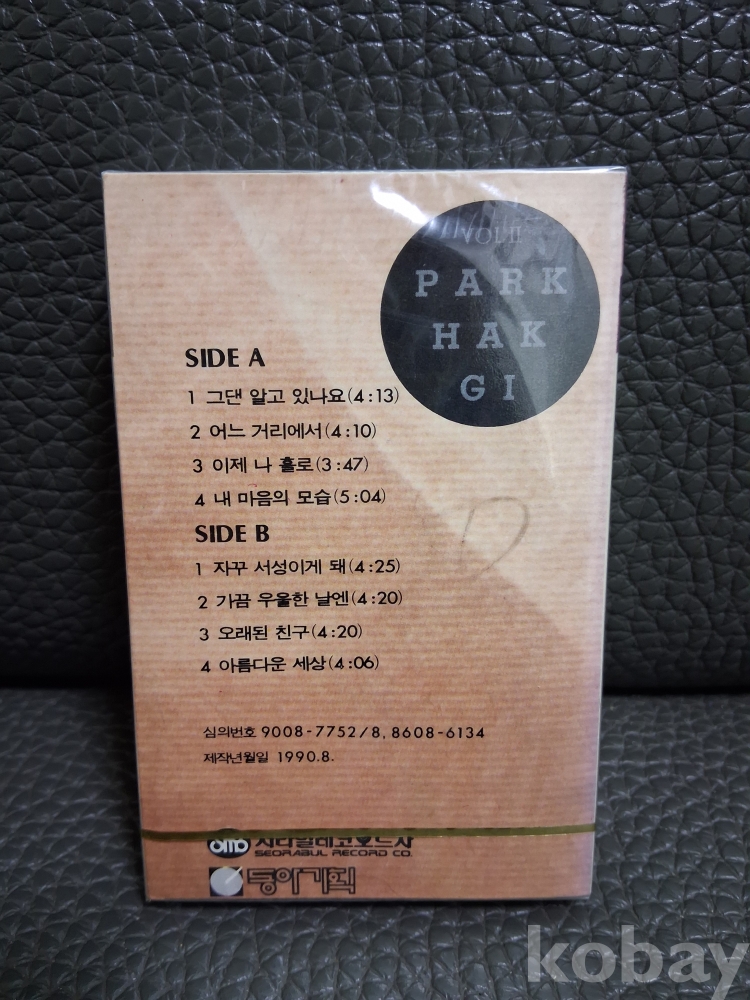 VOL II
PARK
HAK
GI
SIDE A
1 그댄 알고 있나요(4:13)
2 어느 거리에서(4:10)
3 이제 나 홀로(3:47)
4 내 마음의 모습(5:04)
SIDE B
1 자꾸 서성이게 돼(4:25)
2 가끔 우울한 날엔(4:20)
3 오래된 친구(4:20)
4 아름다운 세상(4:06)
심의번호 9008-7752/8, 8608-6134
제작년월일 1990.8.
서라벌레코오드사
SEORABUL RECORD CO.
동아기획
kobay